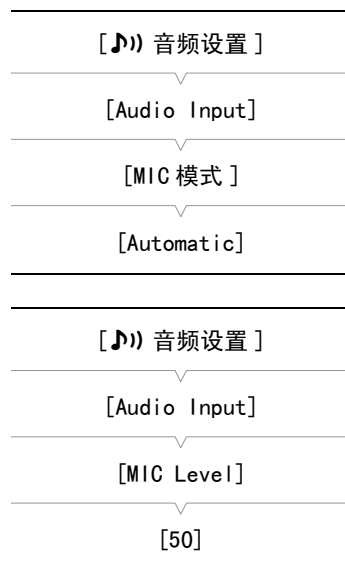 [♪)) 音频设置 ]
[Audio Input]
[MIC 模式 ]
[Automatic]
[♪)) 音频设置 ]
[Audio Input]
[MIC Level]
[50]